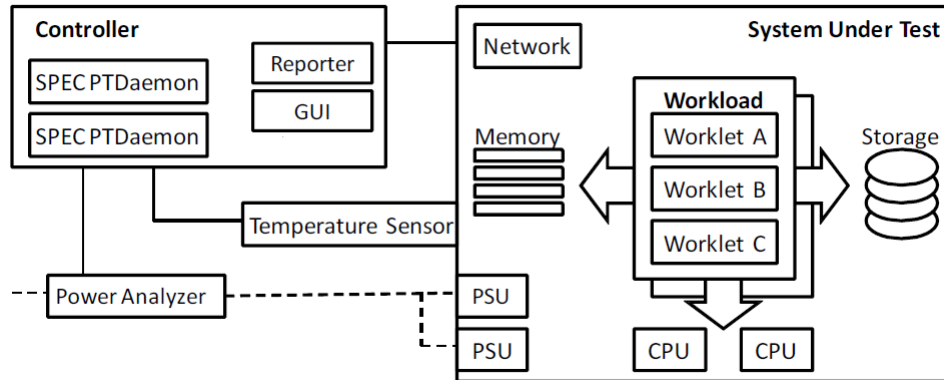 Controller
SPEC PTDaemon
SPEC PTDaemon
Reporter
GUI
System Under Test
Network
Memory
Workload
Worklet A
Worklet B
Worklet C
Storage
Temperature Sensor
Power Analyzer
PSU
PSU
CPU
CPU